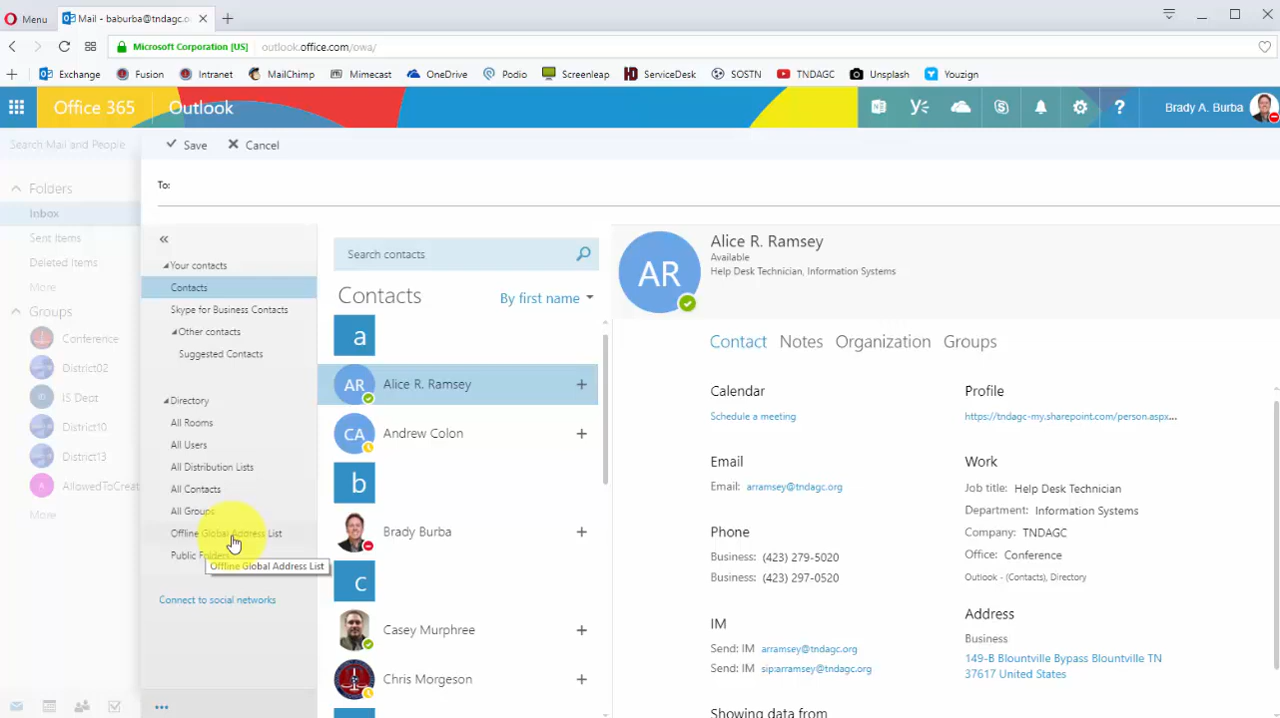 Menu
Mail - baburba@tndagc.o
Microsoft Corporation [US]
outlook.office.com/owa/
Exchange
Fusion
Intranet
MailChimp
Mimecast
OneDrive
Podio
Screenleap
ServiceDesk
SOSTN
TNDAGC
Unsplash
Youzign
Office 365
Outlook
Brady A. Burba
Search Mail and People
Save
Cancel
To:
Folders
Inbox
Sent Items
Deleted Items
More
Groups
Conference
District02
IS Dept
District10
District13
AllowedToCreat
More
Your contacts
Contacts
Skype for Business Contacts
Other contacts
Suggested Contacts
Directory
All Rooms
All Users
All Distribution Lists
All Contacts
All Groups
Offline Global Address List
Public Folders
Offline Global Address List
Connect to social networks
Search contacts
Contacts
By first name
a
AR
Alice R. Ramsey
CA
Andrew Colon
b
Brady Burba
c
Casey Murphree
Chris Morgeson
AR
Alice R. Ramsey
Available
Help Desk Technician, Information Systems
Contact
Notes
Organization
Groups
Calendar
Schedule a meeting
Email
Email: arramsey@tndagc.org
Phone
Business: (423) 279-5020
Business: (423) 297-0520
IM
Send: IM arramsey@tndagc.org
Send: IM sip:arramsey@tndagc.org
Showing data from
Profile
https://tndagc-my.sharepoint.com/person.aspx...
Work
Job title: Help Desk Technician
Department: Information Systems
Company: TNDAGC
Office: Conference
Outlook - (Contacts), Directory
Address
Business
149-B Blountville Bypass Blountville TN
37617 United States